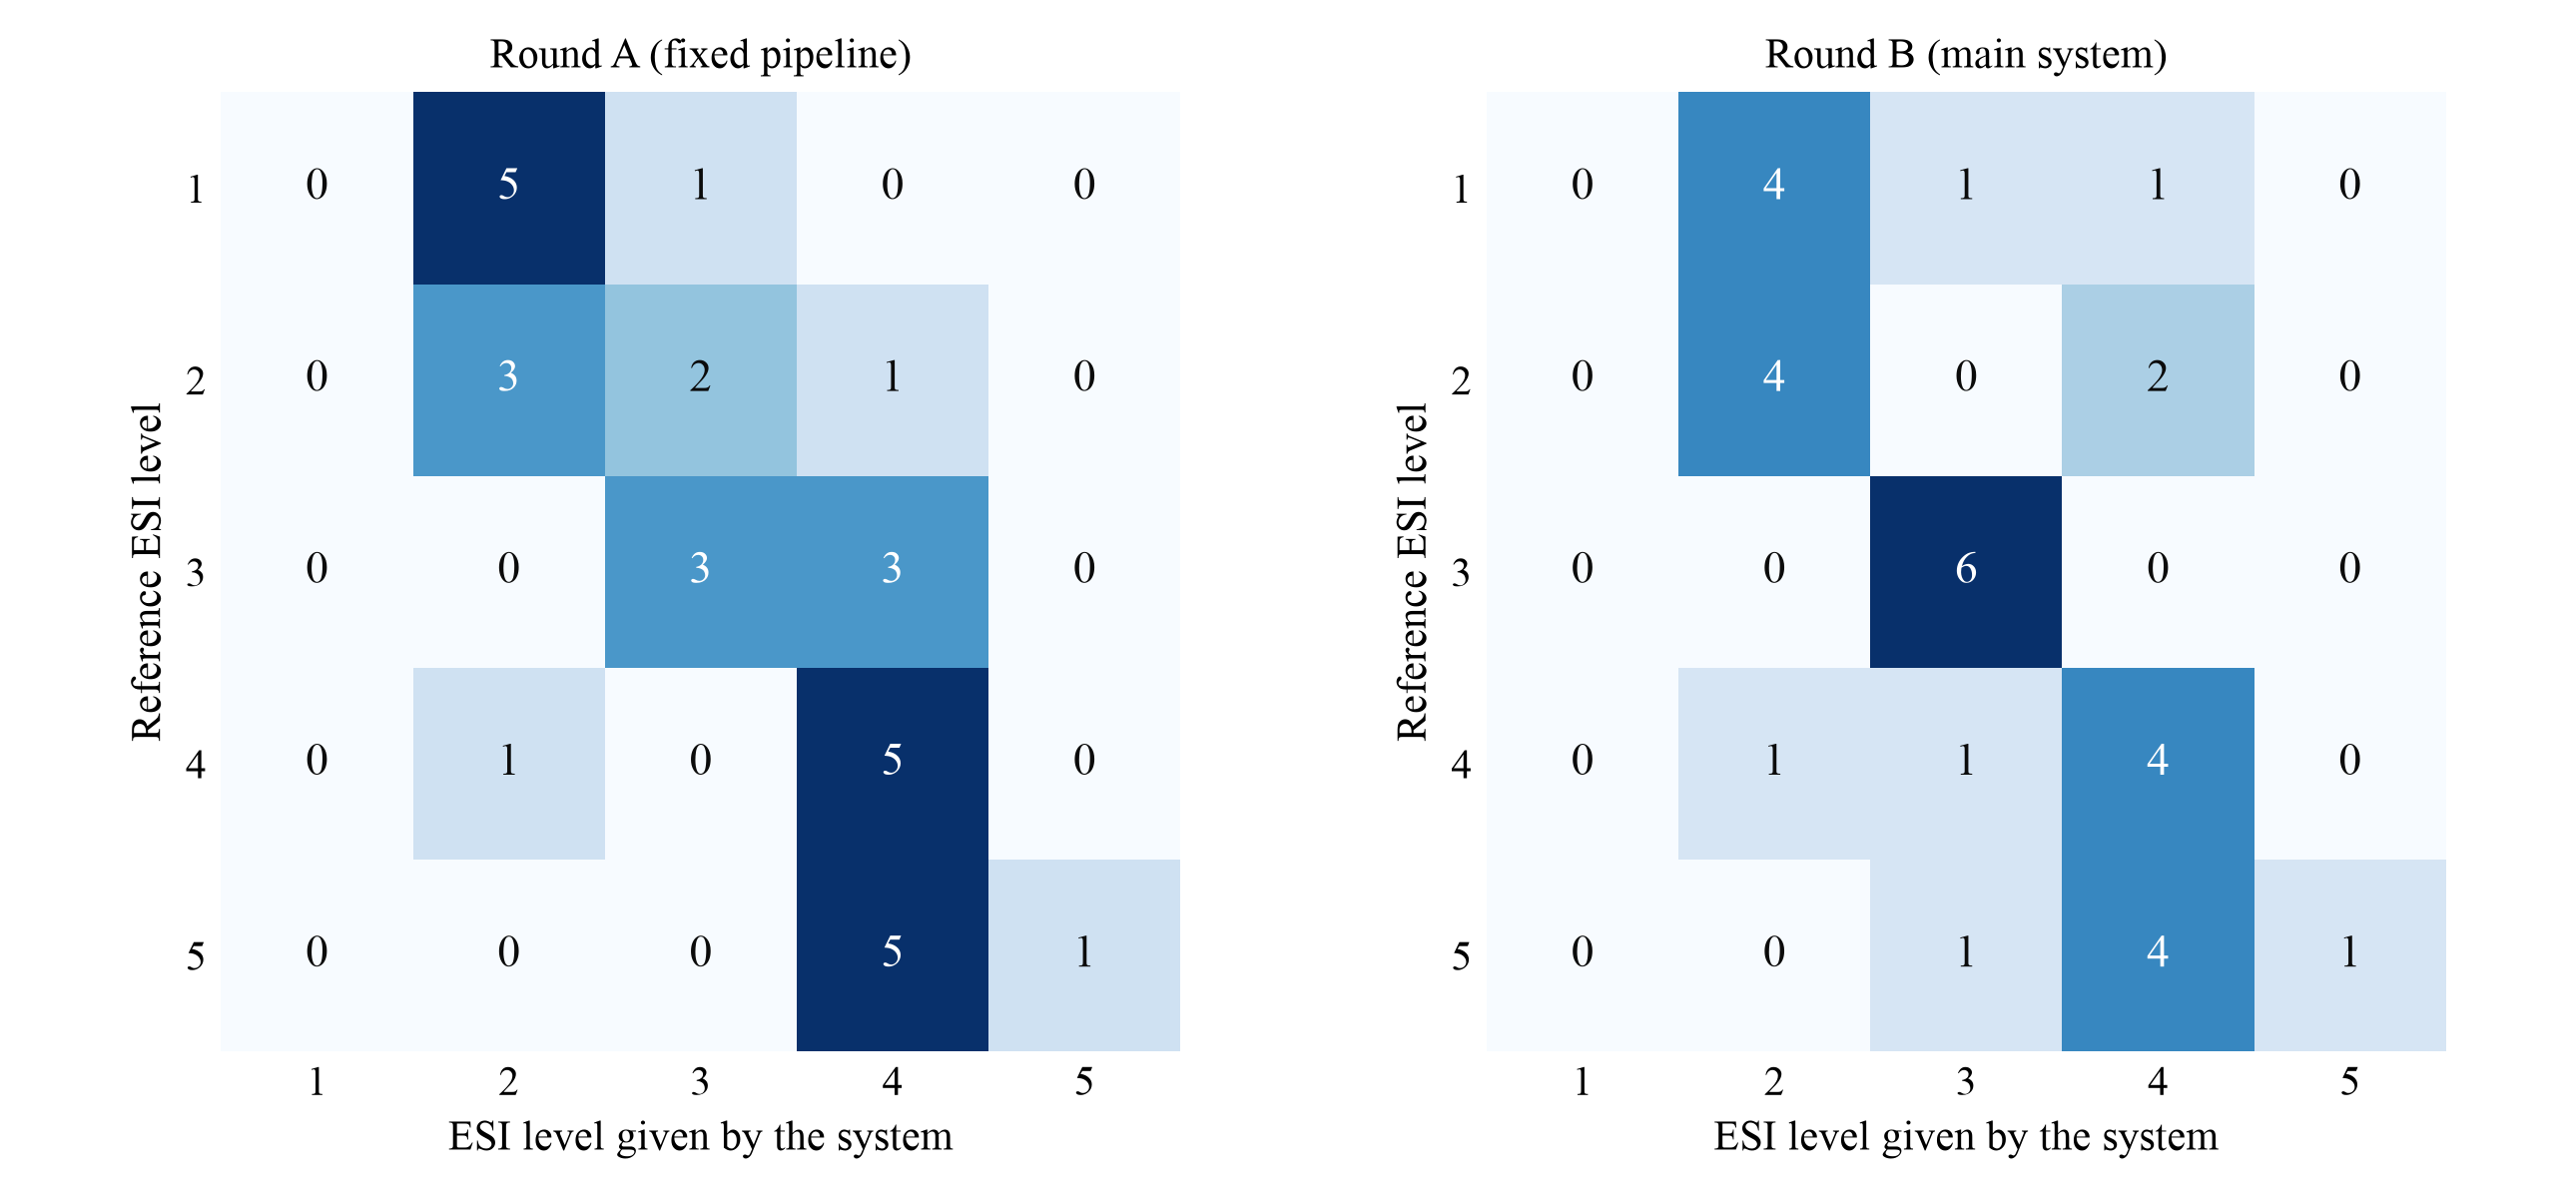 Round A (fixed pipeline)
1 0 5 1 0 0
2 0 3 2 1 0
3 0 0 3 3 0
4 0 1 0 5 0
5 0 0 0 5 1
1 2 3 4 5
Reference ESI level
ESI level given by the system
Round B (main system)
1 0 4 1 1 0
2 0 4 0 2 0
3 0 0 6 0 0
4 0 1 1 4 0
5 0 0 1 4 1
1 2 3 4 5
Reference ESI level
ESI level given by the system